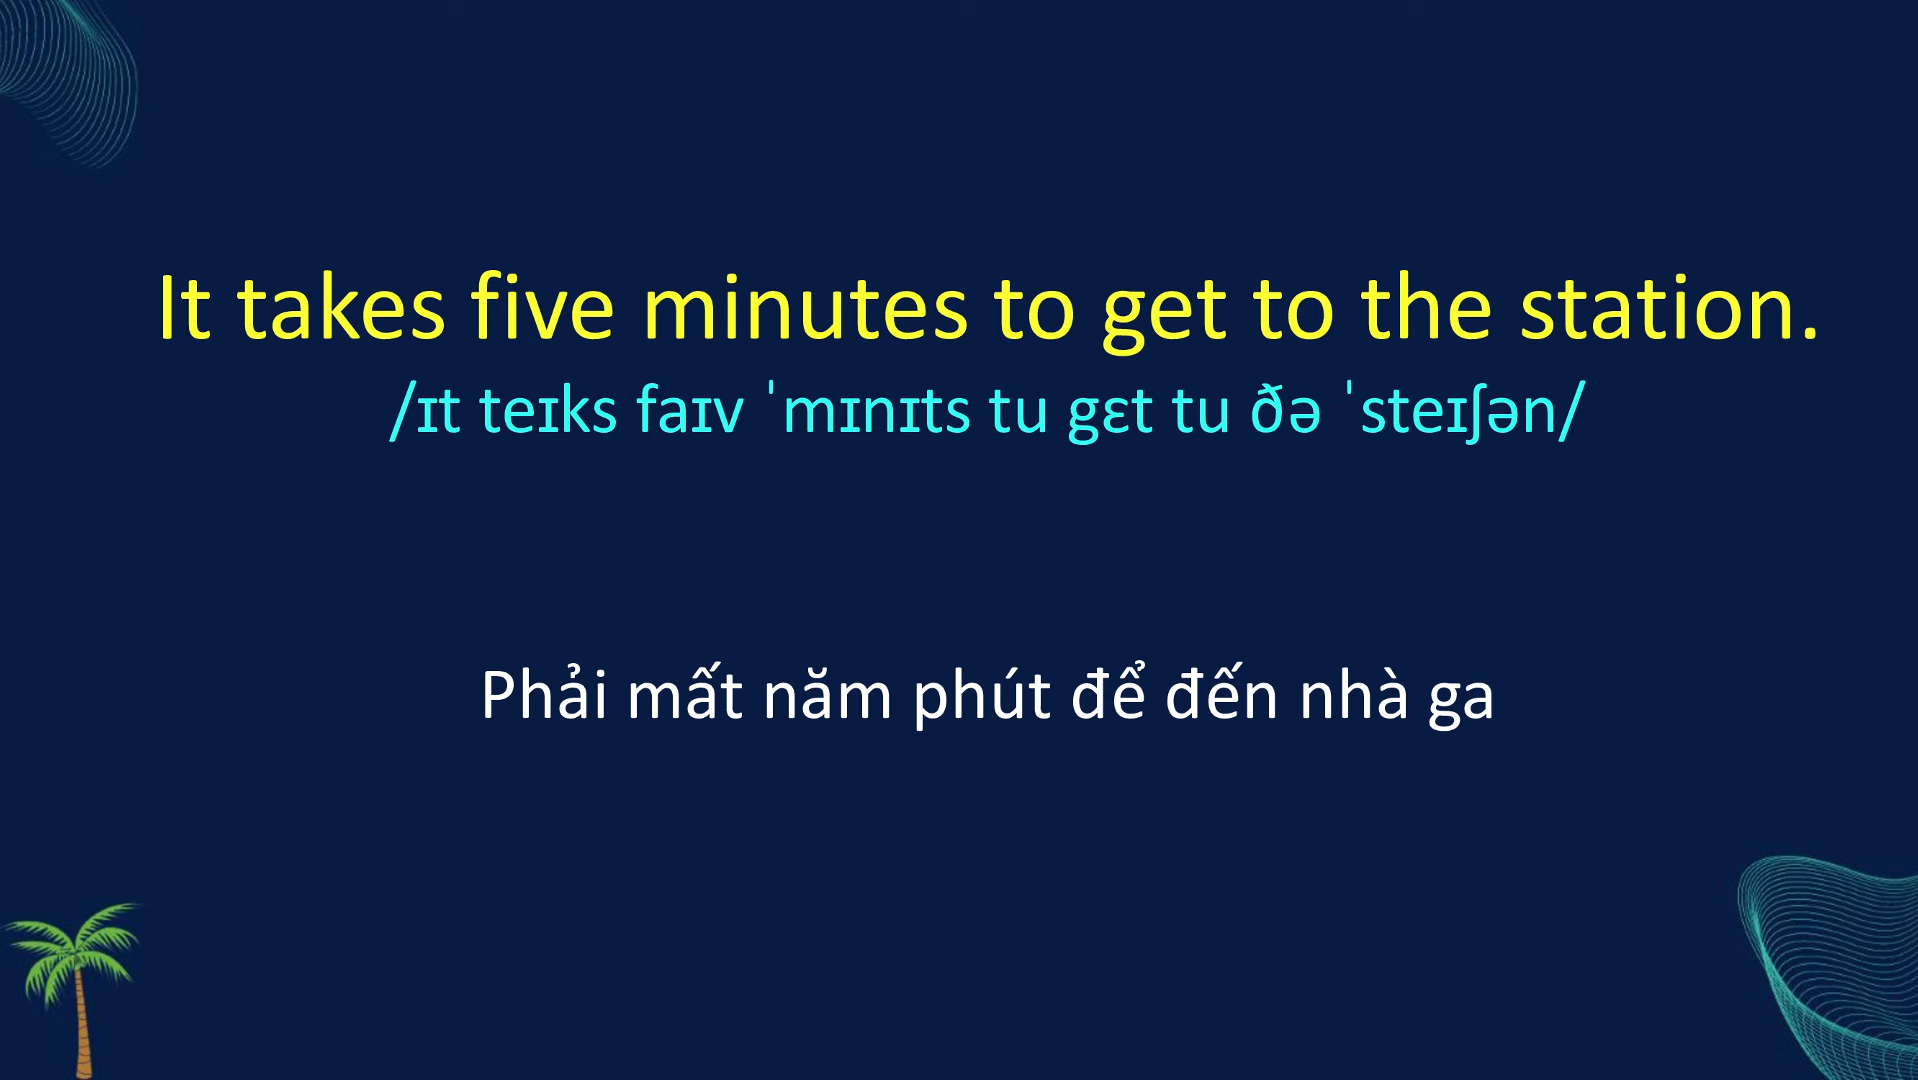 It takes five minutes to get to the station.
/ɪt teɪks faɪv ˈmɪnɪts tu gɛt tu ðə ˈsteɪʃən/
Phải mất năm phút để đến nhà ga